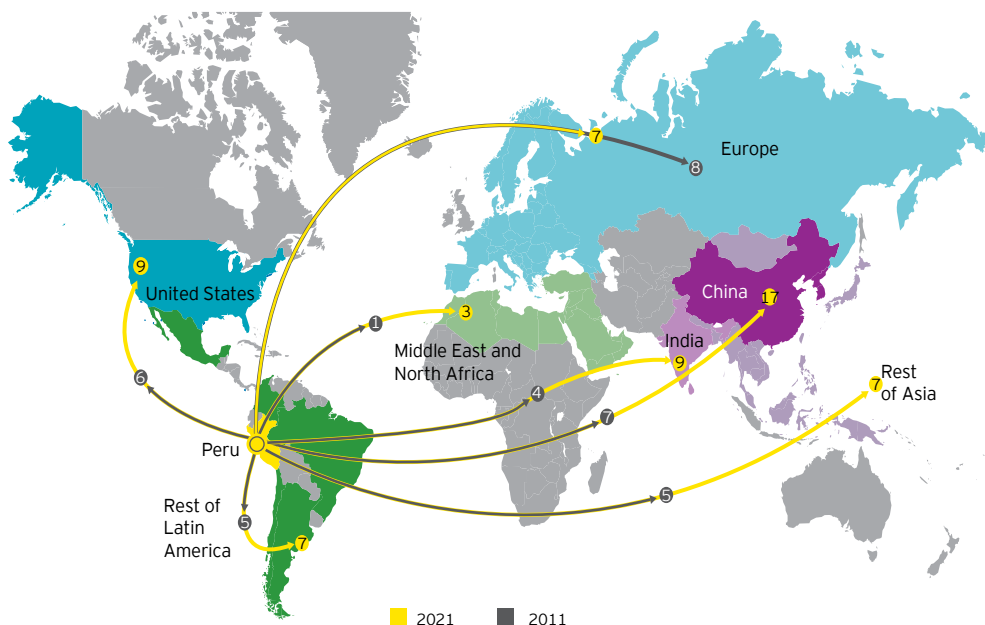 7
8
Europe
9
United States
China
17
1
3
India
Middle East and
North Africa
9
6
4
7
Rest
of Asia
7
Peru
5
Rest of
Latin
America
5
7
2021
2011